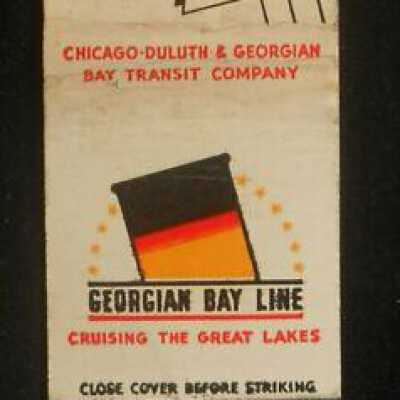 CHICAGO-DULUTH & GEORGIAN
BAY TRANSIT COMPANY
GEORGIAN BAY LINE
CRUISING THE GREAT LAKES
CLOSE COVER BEFORE STRIKING